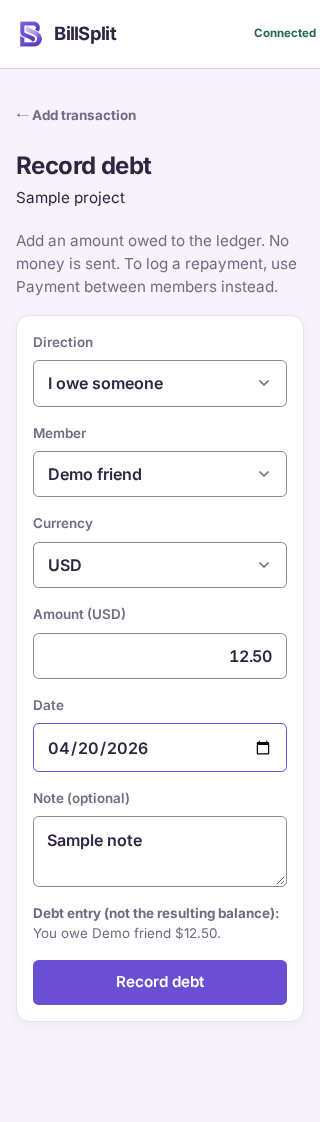 BillSplit
Connected
← Add transaction
Record debt
Sample project
Add an amount owed to the ledger. No
money is sent. To log a repayment, use
Payment between members instead.
Direction
I owe someone
Member
Demo friend
Currency
USD
Amount (USD)
12.50
Date
04/20/2026
Note (optional)
Sample note
Debt entry (not the resulting balance):
You owe Demo friend $12.50.
Record debt